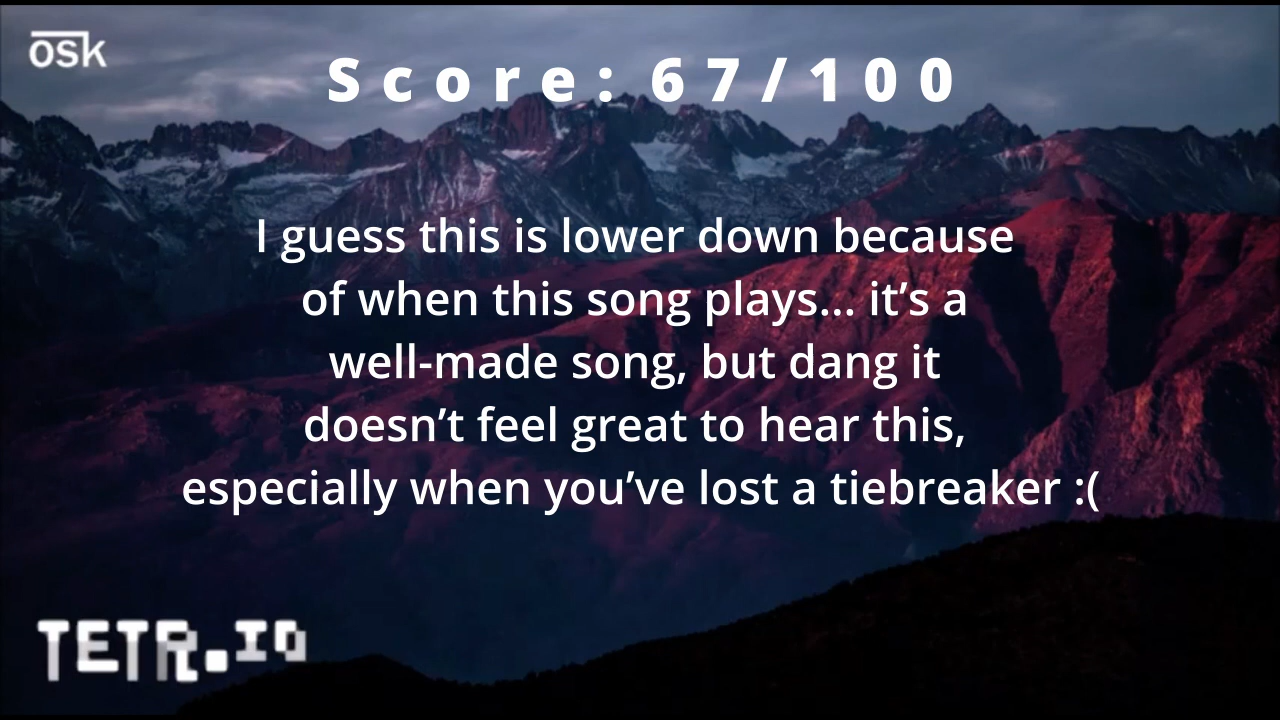 osk
Score: 67/100
I guess this is lower down because
of when this song plays... it’s a
well-made song, but dang it
doesn’t feel great to hear this,
especially when you’ve lost a tiebreaker :(
TETR.IO